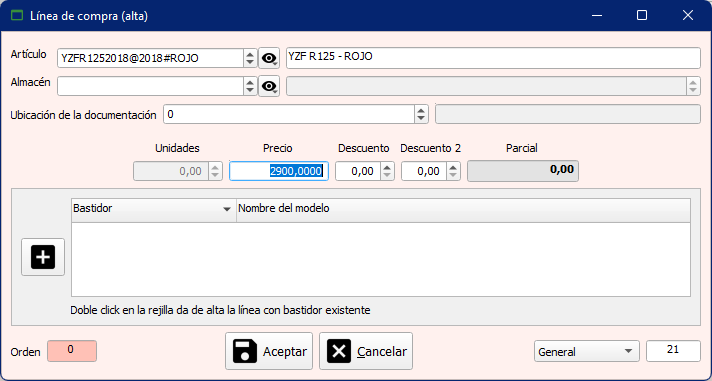 Línea de compra (alta)
Artículo YZFR1252018@2018#ROJO YZF R125 - ROJO
Almacén
Ubicación de la documentación 0
Unidades Precio Descuento Descuento 2 Parcial
0,00 2900,0000 0,00 0,00 0,00
Bastidor Nombre del modelo
Doble click en la rejilla da de alta la línea con bastidor existente
Orden 0 Aceptar Cancelar General 21